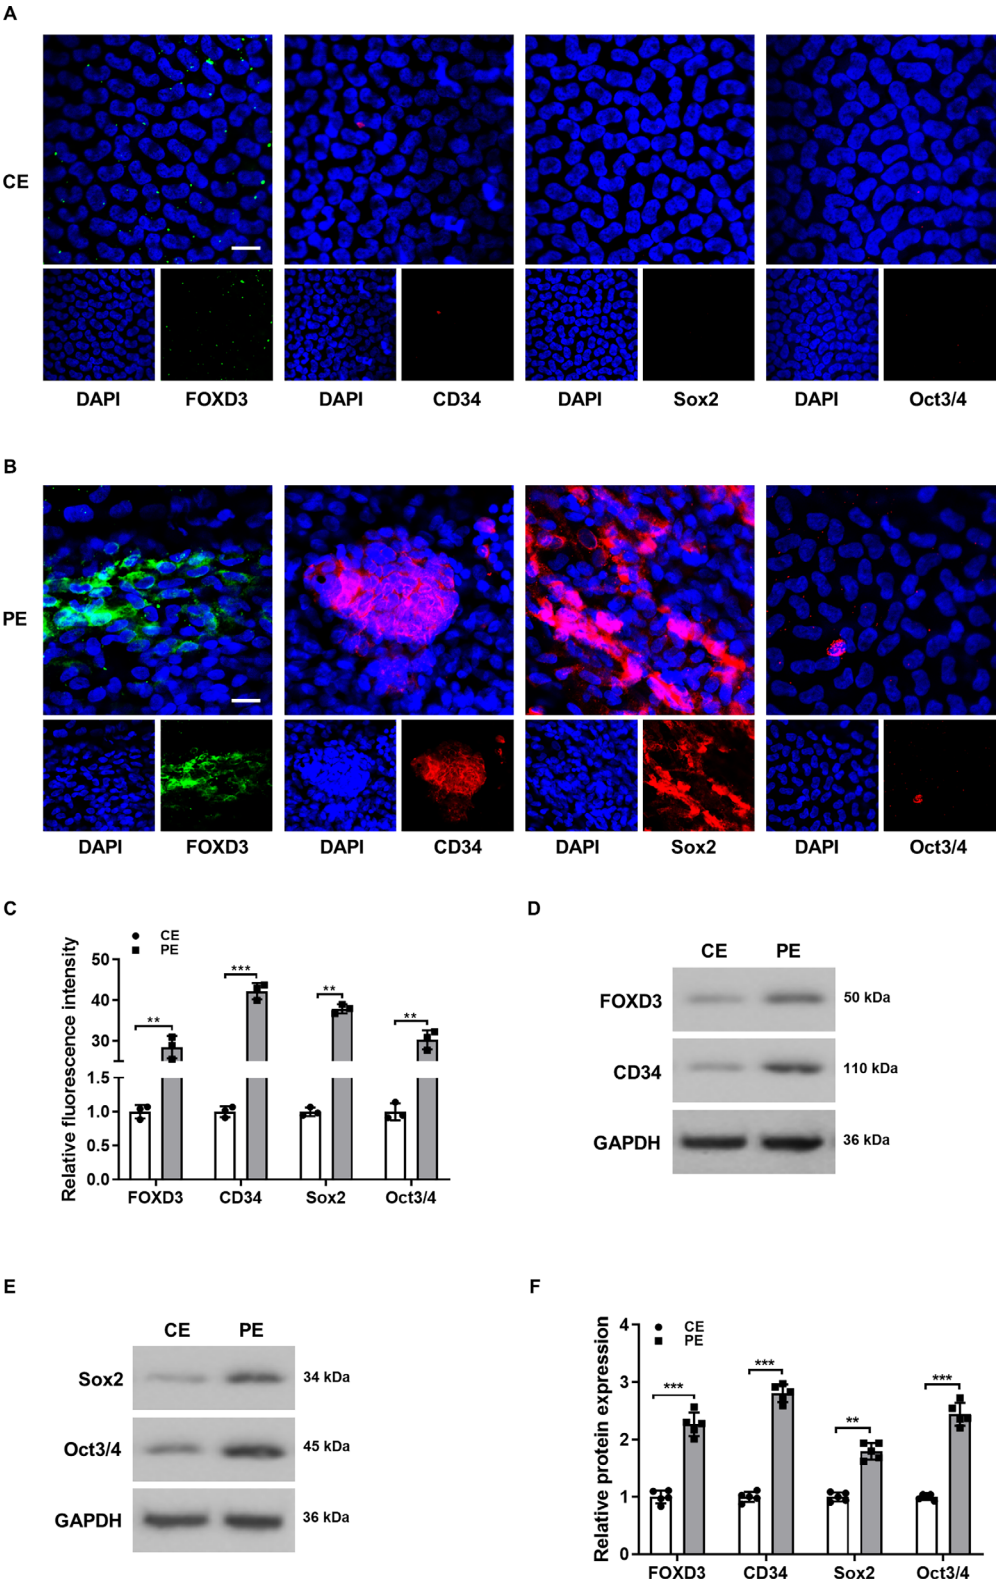 A
CE
DAPI FOXD3 DAPI CD34 DAPI Sox2 DAPI Oct3/4
B
PE
DAPI FOXD3 DAPI CD34 DAPI Sox2 DAPI Oct3/4
C
CE
PE
Relative fluorescence intensity
50
40
30
1.5
1.0
0.5
0.0
** *** ** **
FOXD3 CD34 Sox2 Oct3/4
D
CE PE
FOXD3 50 kDa
CD34 110 kDa
GAPDH 36 kDa
E
CE PE
Sox2 34 kDa
Oct3/4 45 kDa
GAPDH 36 kDa
F
CE
PE
Relative protein expression
4
3
2
1
0
*** *** ** ***
FOXD3 CD34 Sox2 Oct3/4